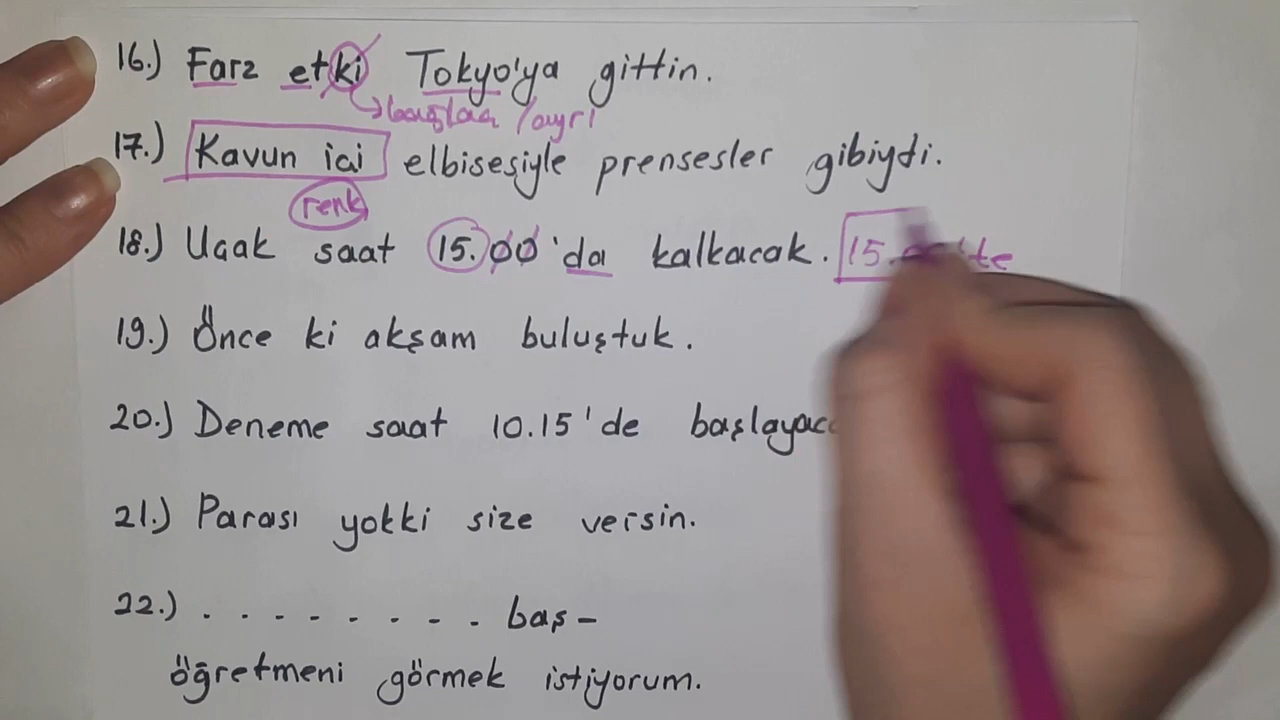 16.) Farz etki Tokyo'ya gittin.
bağlaç / ayrı
17.) Kavun içi elbisesiyle prensesler gibiydi.
renk
18.) Uçak saat 15.00'da kalkacak. 15.00'te
19.) Önce ki akşam buluştuk.
20.) Deneme saat 10.15'de
21.) Parası yokki size versin.
22.) . . . . . . . . baş-
öğretmeni görmek istiyorum.